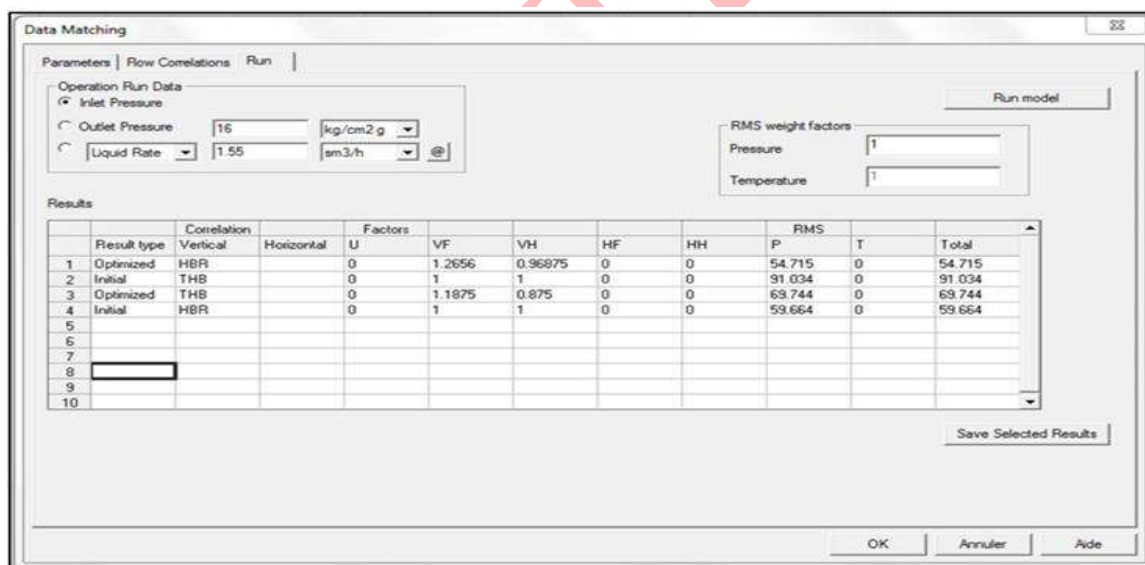 Data Matching
Parameters Flow Correlations Run
Operation Run Data
Inlet Pressure
Run model
Outlet Pressure 16 kg/cm2 g
Liquid Rate 1.55 sm3/h @
RMS weight factors
Pressure 1
Temperature 1
Results
Correlation Factors RMS
Result type Vertical Horizontal U VF VH HF HH P T Total
1 Optimized HBR 0 1.2656 0.96875 0 0 54.715 0 54.715
2 Initial THB 0 1 1 0 0 91.034 0 91.034
3 Optimized THB 0 1.1875 0.875 0 0 69.744 0 69.744
4 Initial HBR 0 1 1 0 0 59.664 0 59.664
5
6
7
8
9
10
Save Selected Results
OK Annuler Aide